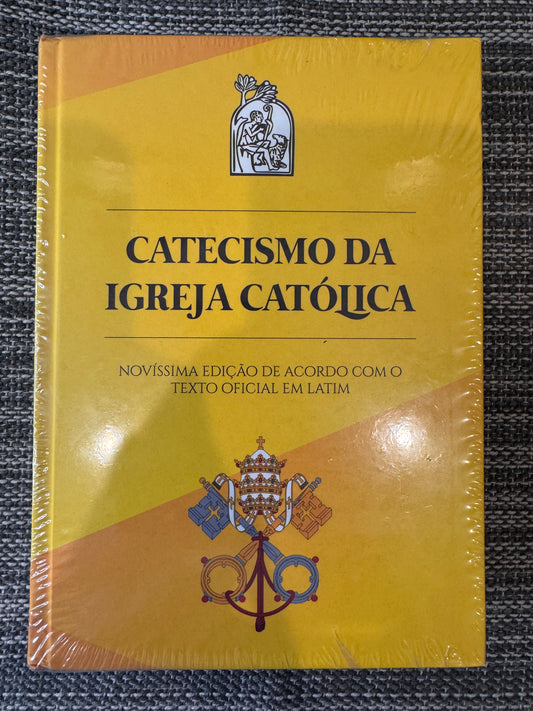 CATECISMO DA
IGREJA CATÓLICA
NOVÍSSIMA EDIÇÃO DE ACORDO COM O
TEXTO OFICIAL EM LATIM